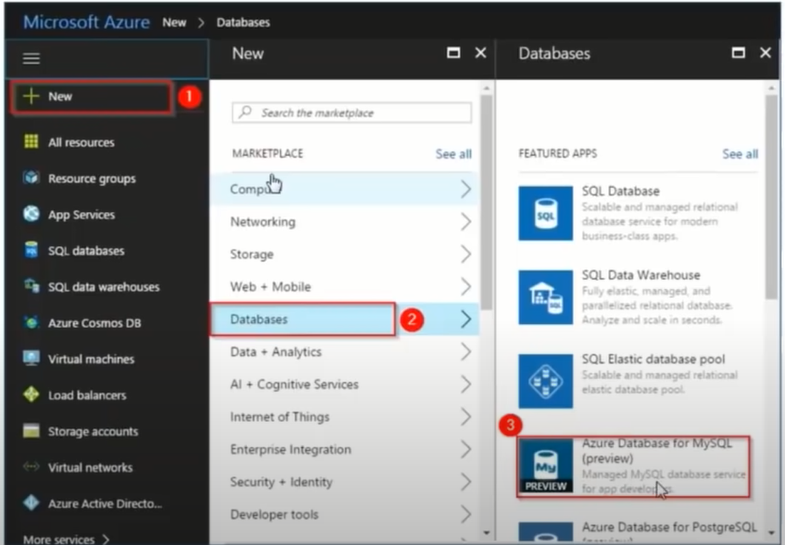 Microsoft Azure New > Databases
New
1
All resources
Resource groups
App Services
SQL databases
SQL data warehouses
Azure Cosmos DB
Virtual machines
Load balancers
Storage accounts
Virtual networks
Azure Active Directo...
More services >
New
Search the marketplace
MARKETPLACE
See all
Networking
Storage
Web + Mobile
Databases
2
Data + Analytics
AI + Cognitive Services
Internet of Things
Enterprise Integration
Security + Identity
Developer tools
Databases
FEATURED APPS
See all
SQL
SQL Database
Scalable and managed relational
database service for modern
business-class apps.
SQL Data Warehouse
Fully elastic, managed, and
parallelized relational database.
Analyze and scale in seconds.
SQL Elastic database pool
Scalable and managed relational
elastic database pool.
3
My
PREVIEW
Azure Database for MySQL
(preview)
Managed MySQL database service
for app developers.
Azure Database for PostgreSQL